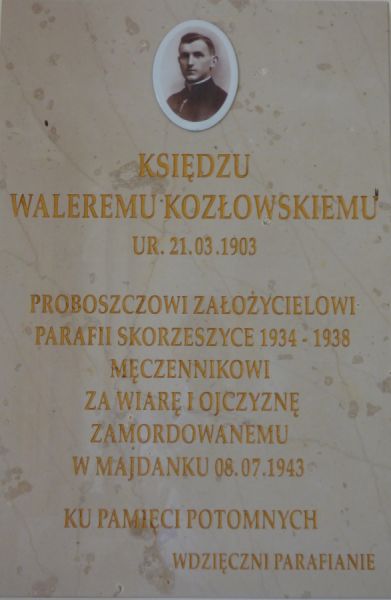 KSIĘDZU
WALEREMU KOZŁOWSKIEMU
UR. 21.03.1903
PROBOSZCZOWI ZAŁOŻYCIELOWI
PARAFII SKORZESZYCE 1934 - 1938
MĘCZENNIKOWI
ZA WIARĘ I OJCZYZNĘ
ZAMORDOWANEMU
W MAJDANKU 08.07.1943
KU PAMIĘCI POTOMNYCH
WDZIĘCZNI PARAFIANIE